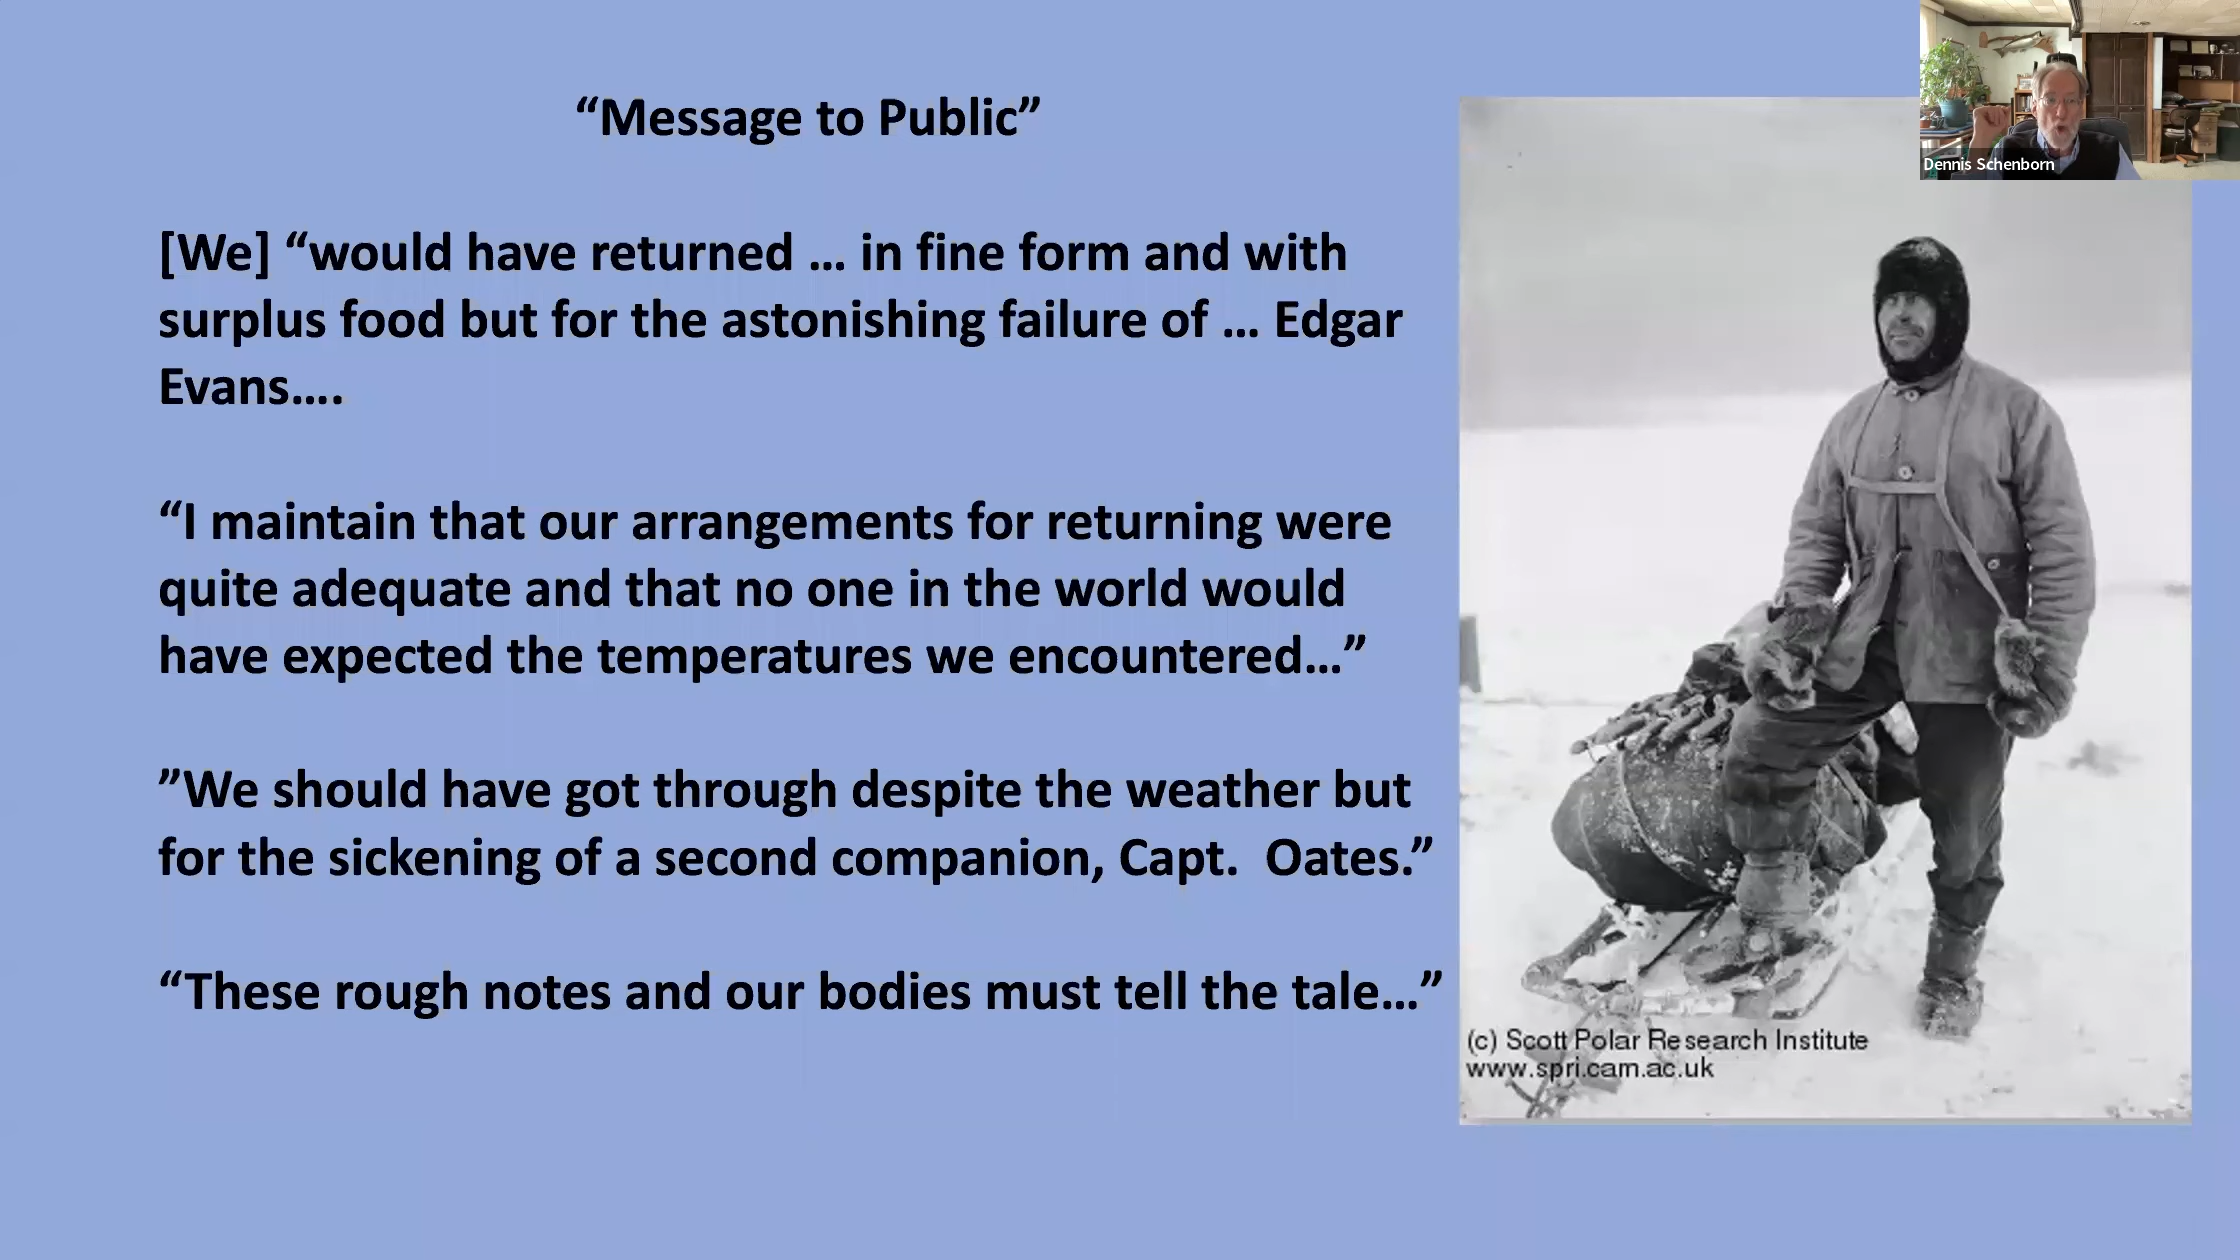 “Message to Public”
Dennis Schenborn
[We] “would have returned ... in fine form and with
surplus food but for the astonishing failure of ... Edgar
Evans....
“I maintain that our arrangements for returning were
quite adequate and that no one in the world would
have expected the temperatures we encountered...”
”We should have got through despite the weather but
for the sickening of a second companion, Capt.  Oates.”
“These rough notes and our bodies must tell the tale...”
(c) Scott Polar Research Institute
www.spri.cam.ac.uk